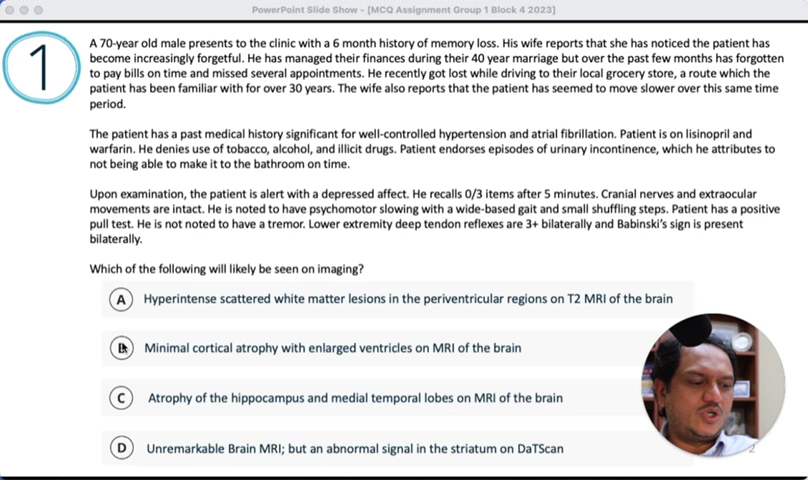 PowerPoint Slide Show - [MCQ Assignment Group 1 Block 4 2023]
1
A 70-year old male presents to the clinic with a 6 month history of memory loss. His wife reports that she has noticed the patient has
become increasingly forgetful. He has managed their finances during their 40 year marriage but over the past few months has forgotten
to pay bills on time and missed several appointments. He recently got lost while driving to their local grocery store, a route which the
patient has been familiar with for over 30 years. The wife also reports that the patient has seemed to move slower over this same time
period.
The patient has a past medical history significant for well-controlled hypertension and atrial fibrillation. Patient is on lisinopril and
warfarin. He denies use of tobacco, alcohol, and illicit drugs. Patient endorses episodes of urinary incontinence, which he attributes to
not being able to make it to the bathroom on time.
Upon examination, the patient is alert with a depressed affect. He recalls 0/3 items after 5 minutes. Cranial nerves and extraocular
movements are intact. He is noted to have psychomotor slowing with a wide-based gait and small shuffling steps. Patient has a positive
pull test. He is not noted to have a tremor. Lower extremity deep tendon reflexes are 3+ bilaterally and Babinski's sign is present
bilaterally.
Which of the following will likely be seen on imaging?
A Hyperintense scattered white matter lesions in the periventricular regions on T2 MRI of the brain
B Minimal cortical atrophy with enlarged ventricles on MRI of the brain
C Atrophy of the hippocampus and medial temporal lobes on MRI of the brain
D Unremarkable Brain MRI; but an abnormal signal in the striatum on DaTScan
2